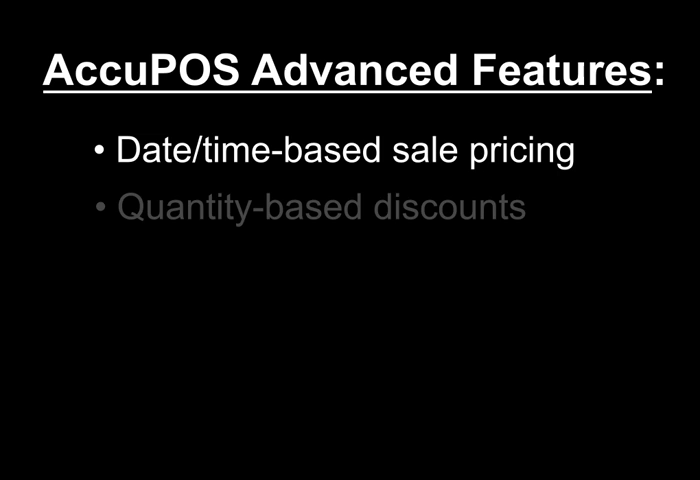 AccuPOS Advanced Features:
• Date/time-based sale pricing
• Quantity-based discounts